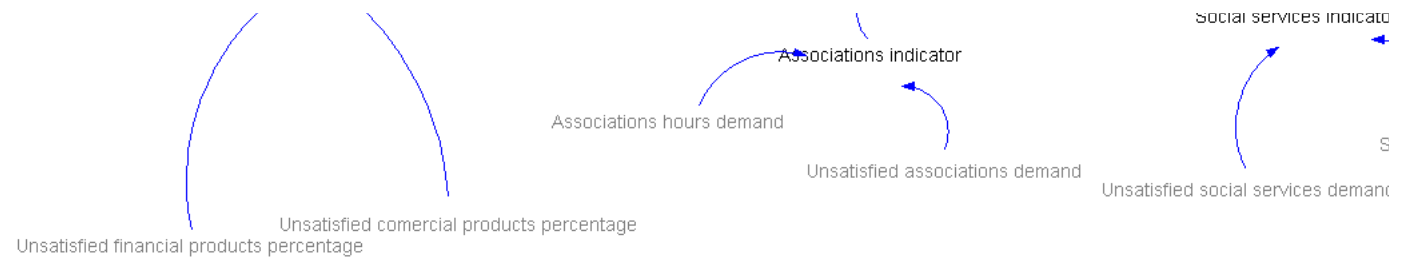 Social services indicato
Associations indicator
Associations hours demand
Unsatisfied associations demand
Unsatisfied social services demand
Unsatisfied comercial products percentage
Unsatisfied financial products percentage